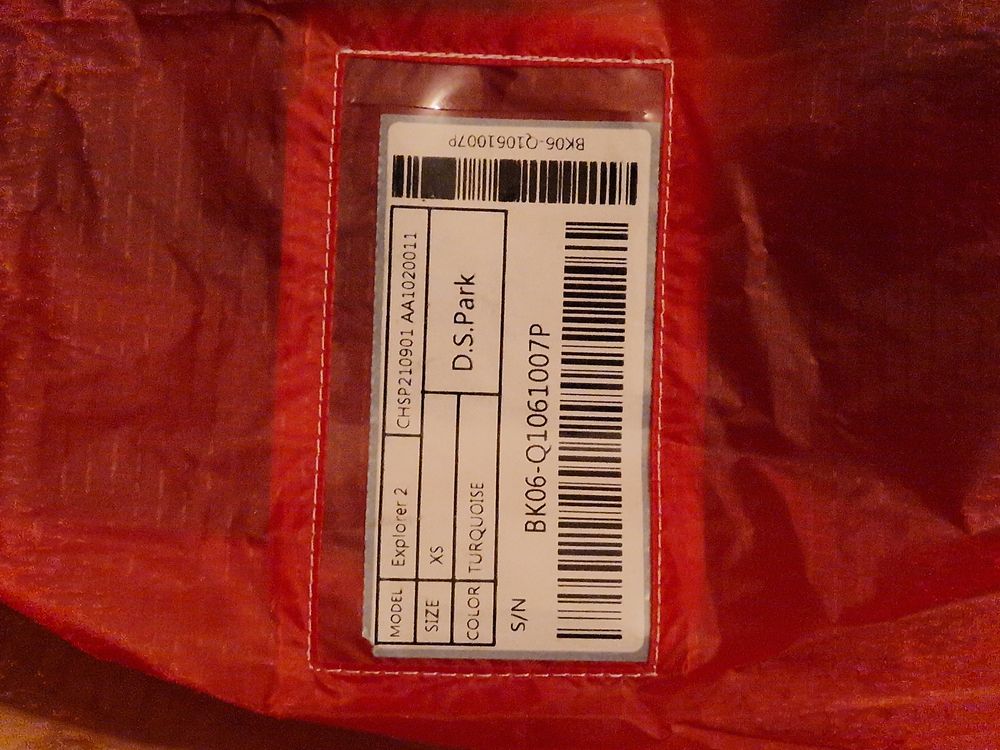 MODEL Explorer 2 CHSP210901 AA1020011
SIZE XS D.S.Park
COLOR TURQUOISE
S/N BK06-Q1061007P
BK06-Q1061007P